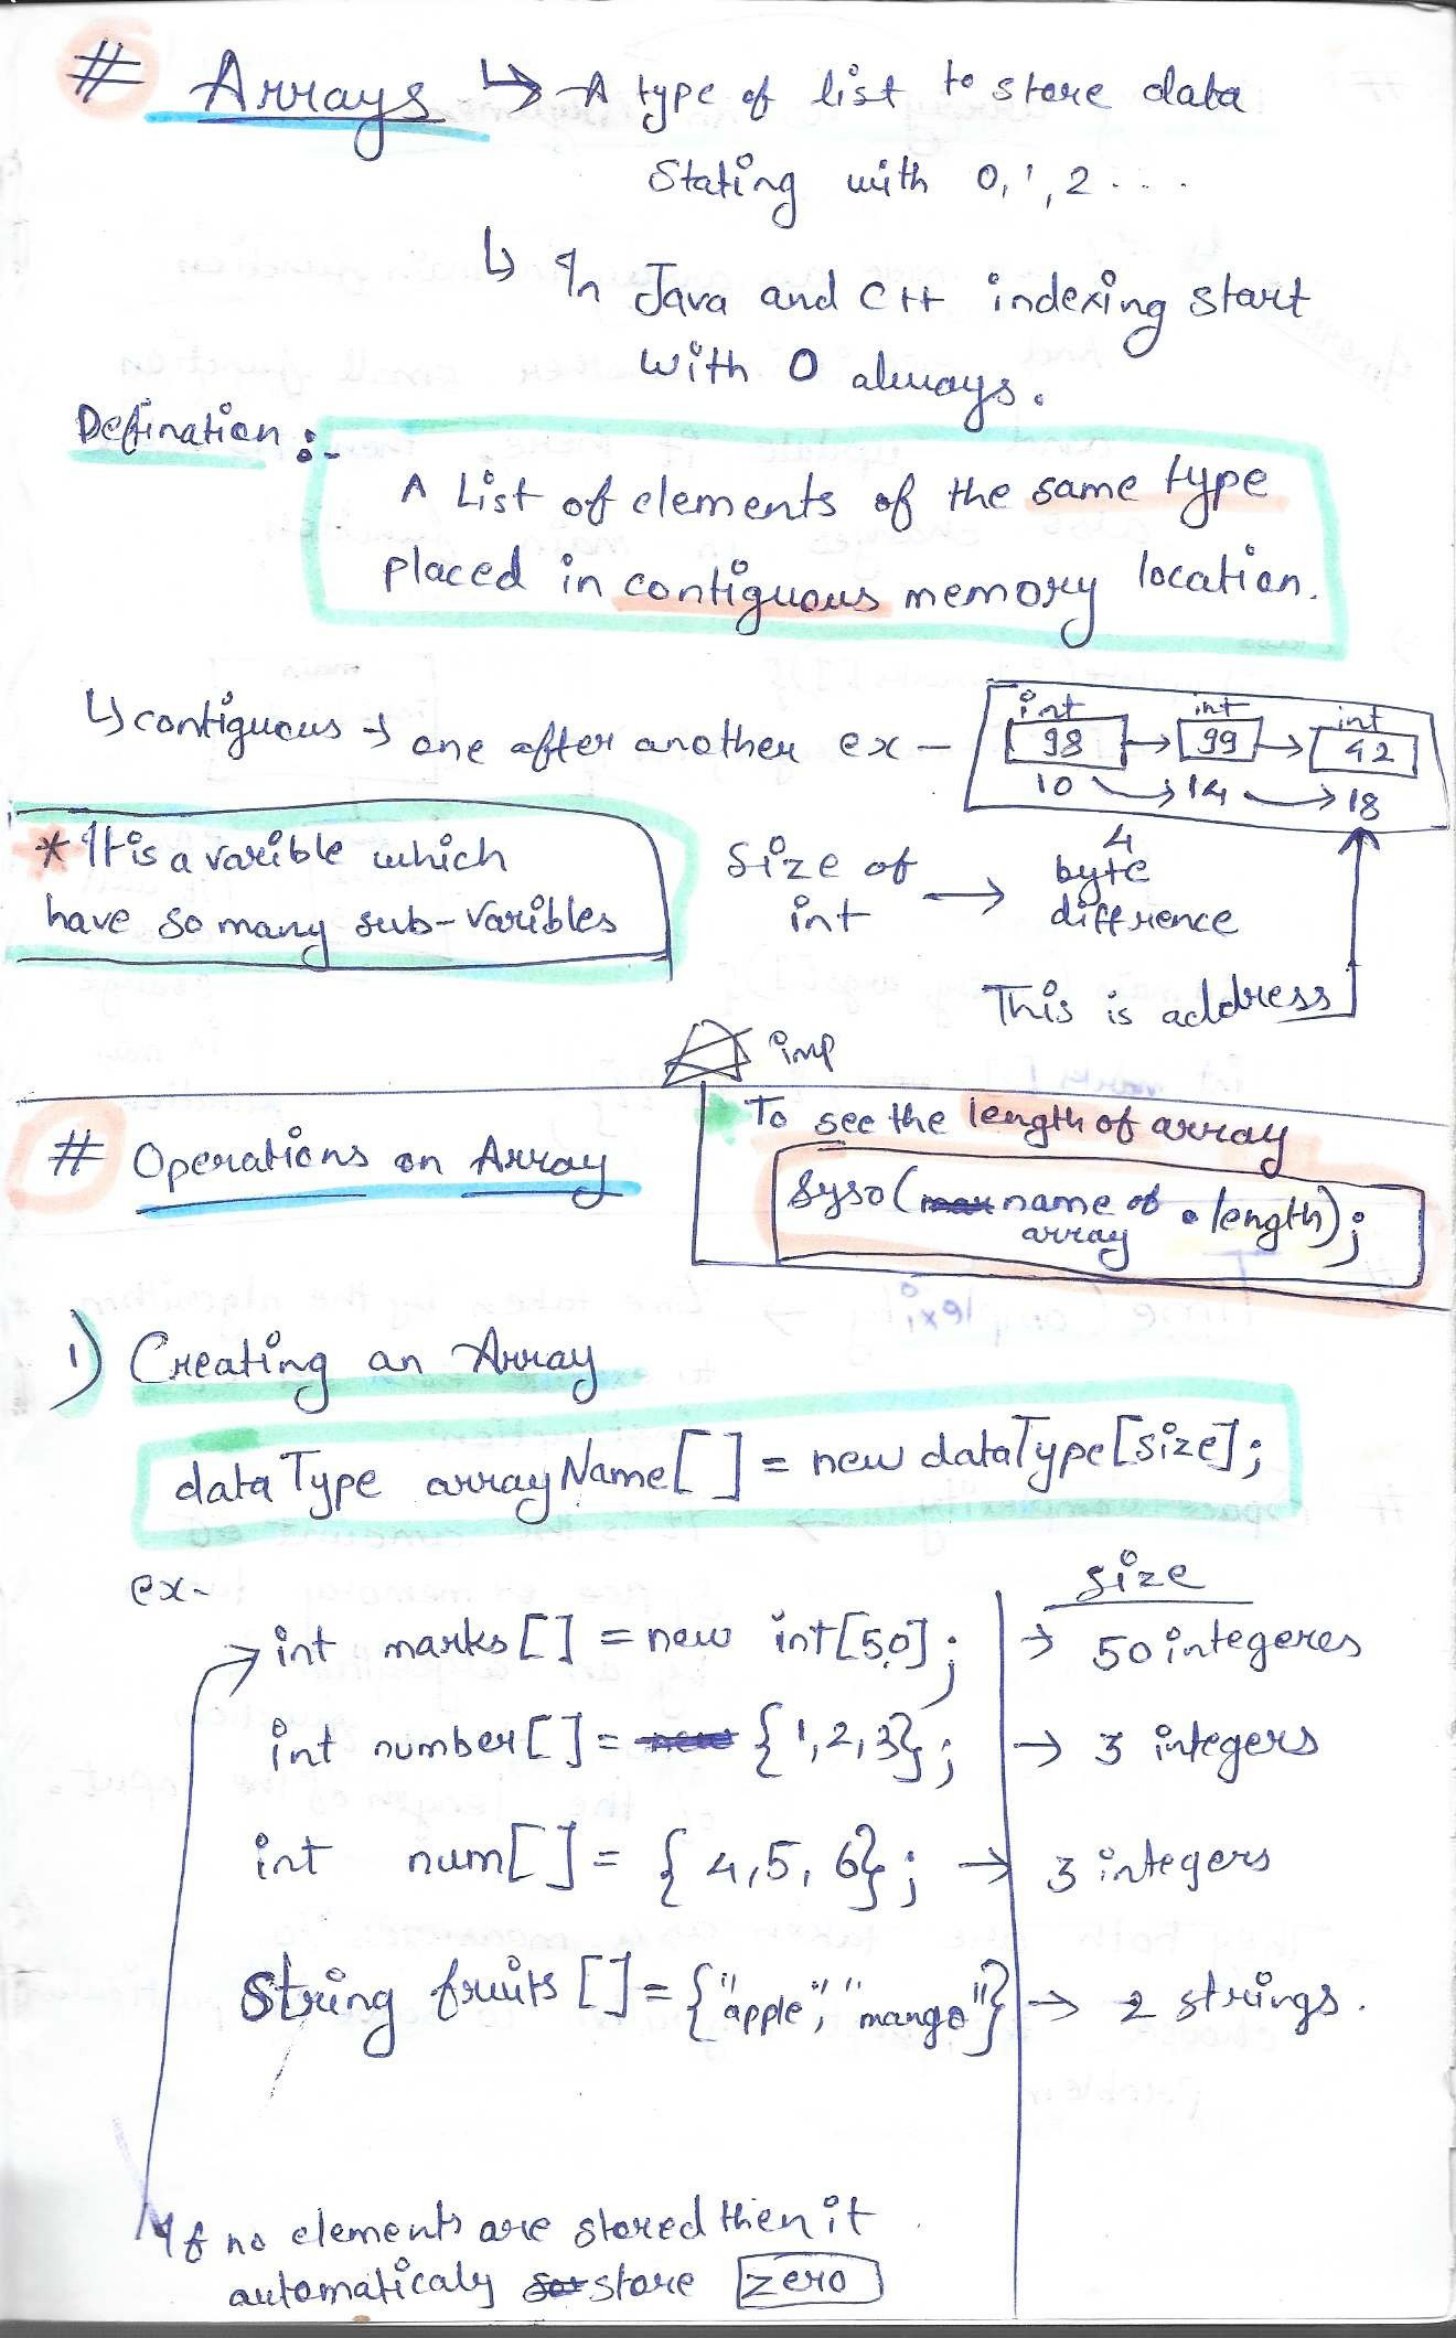 # Arrays ↳ A type of list to store data
Stating with 0, 1, 2 ...
↳ In Java and C++ indexing start
with 0 always.
Defination :-
A List of elements of the same type
placed in contiguous memory location.
↳ contiguous → one after another ex –
int int int
98 → 99 → 42
10 → 14 → 18
* It is a varible which
have so many sub-varibles
Size of int → 4 byte diffrence
This is address
imp
# Operations on Array
To see the length of array
Syso( name of array .length);
1) Creating an Array
dataType arrayName[ ] = new dataType[size];
ex-
size
int marks[ ] = new int[50]; → 50 integeres
int number[ ] = new {1,2,3}; → 3 integers
int num[ ] = {4,5,6}; → 3 integers
String fruits [ ] = {"apple","mango"} → 2 strings.
If no elements are stored then it
automaticaly store zero